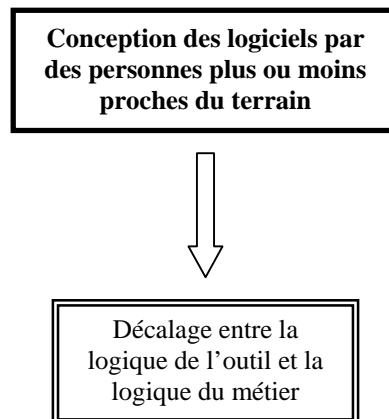 Conception des logiciels par
des personnes plus ou moins
proches du terrain
Décalage entre la
logique de l’outil et la
logique du métier